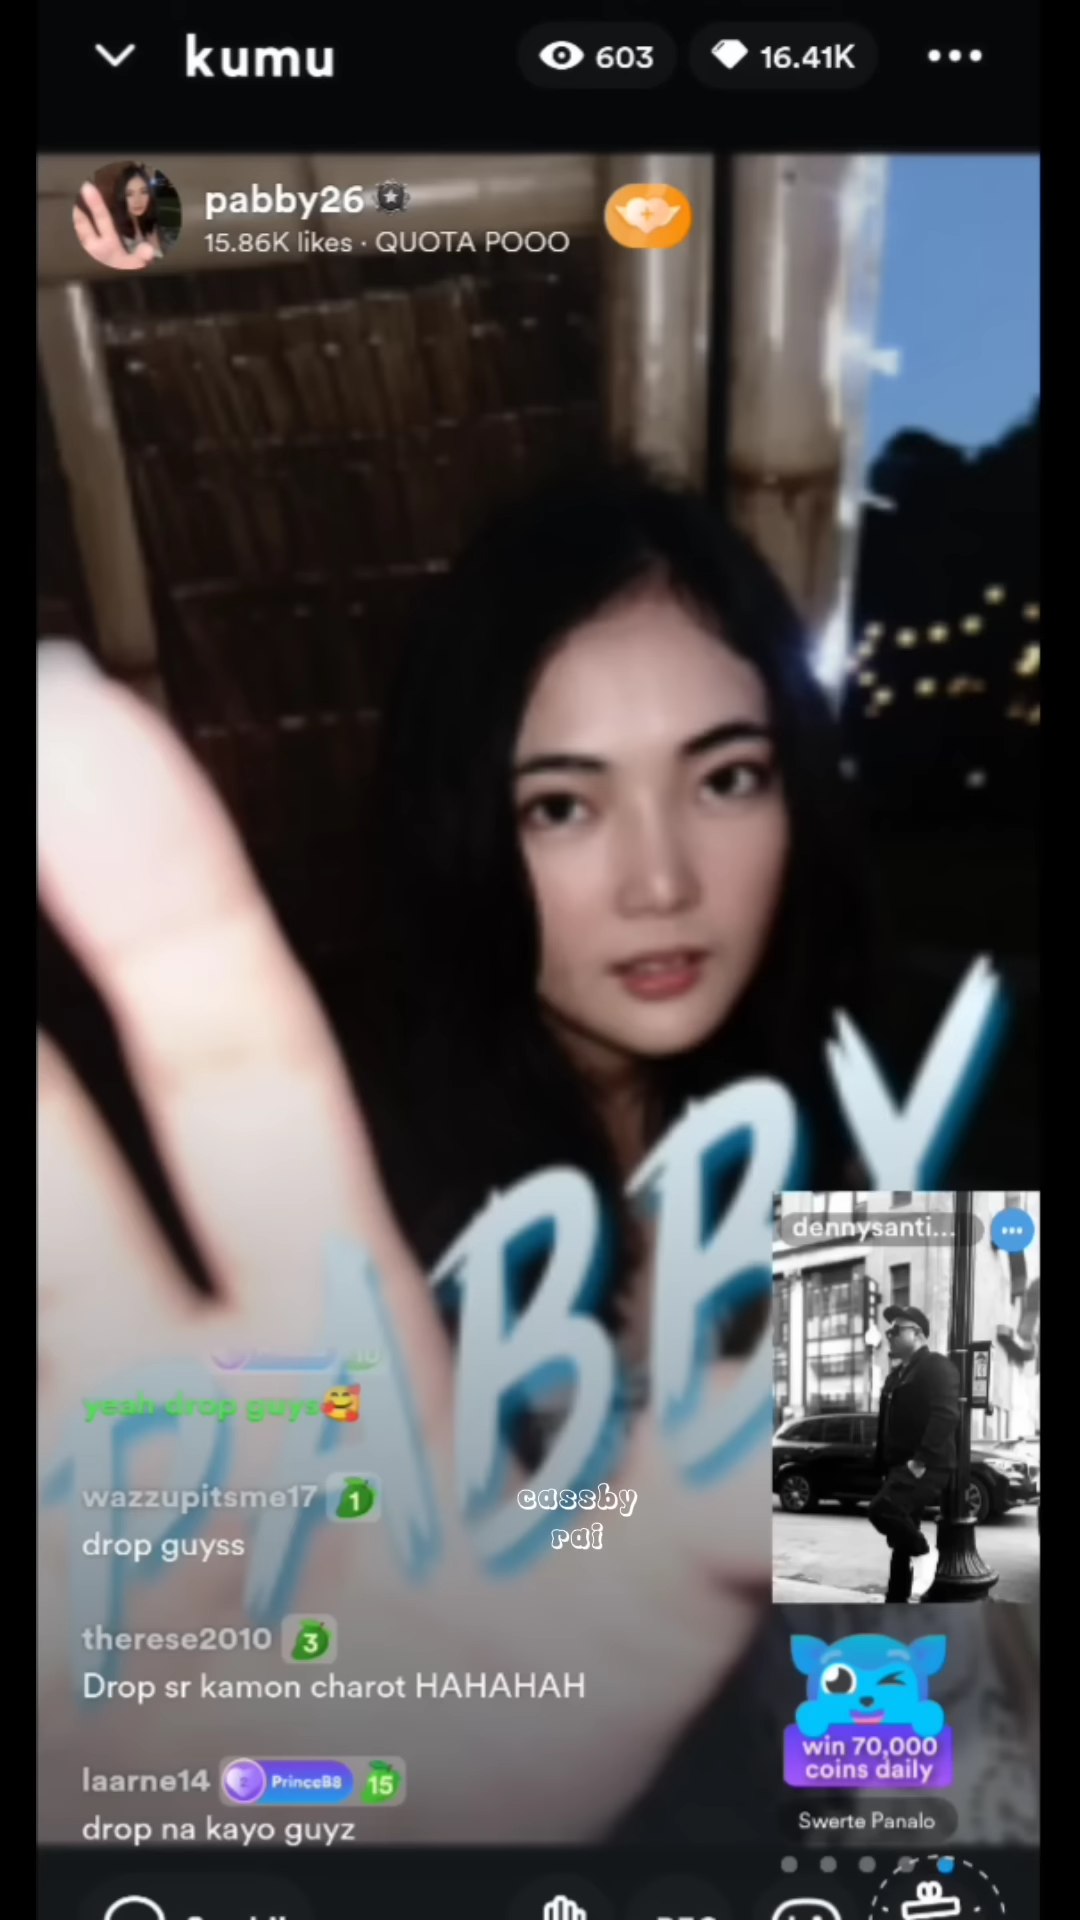 kumu
603
16.41K
pabby26
15.86K likes · QUOTA POOO
PABBY
dennysanti...
yeah drop guys🥰
wazzupitsme17 1
drop guyss
cassby
rai
therese2010 3
Drop sr kamon charot HAHAHAH
laarne14 PrinceB8 15
drop na kayo guyz
win 70,000
coins daily
Swerte Panalo